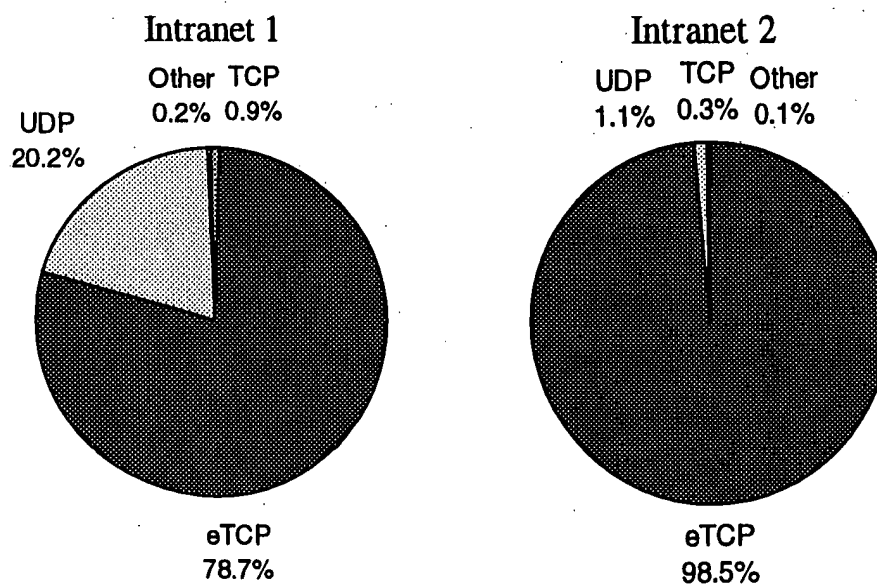 Intranet 1
Other TCP
0.2% 0.9%
UDP
20.2%
eTCP
78.7%
Intranet 2
UDP TCP Other
1.1% 0.3% 0.1%
eTCP
98.5%